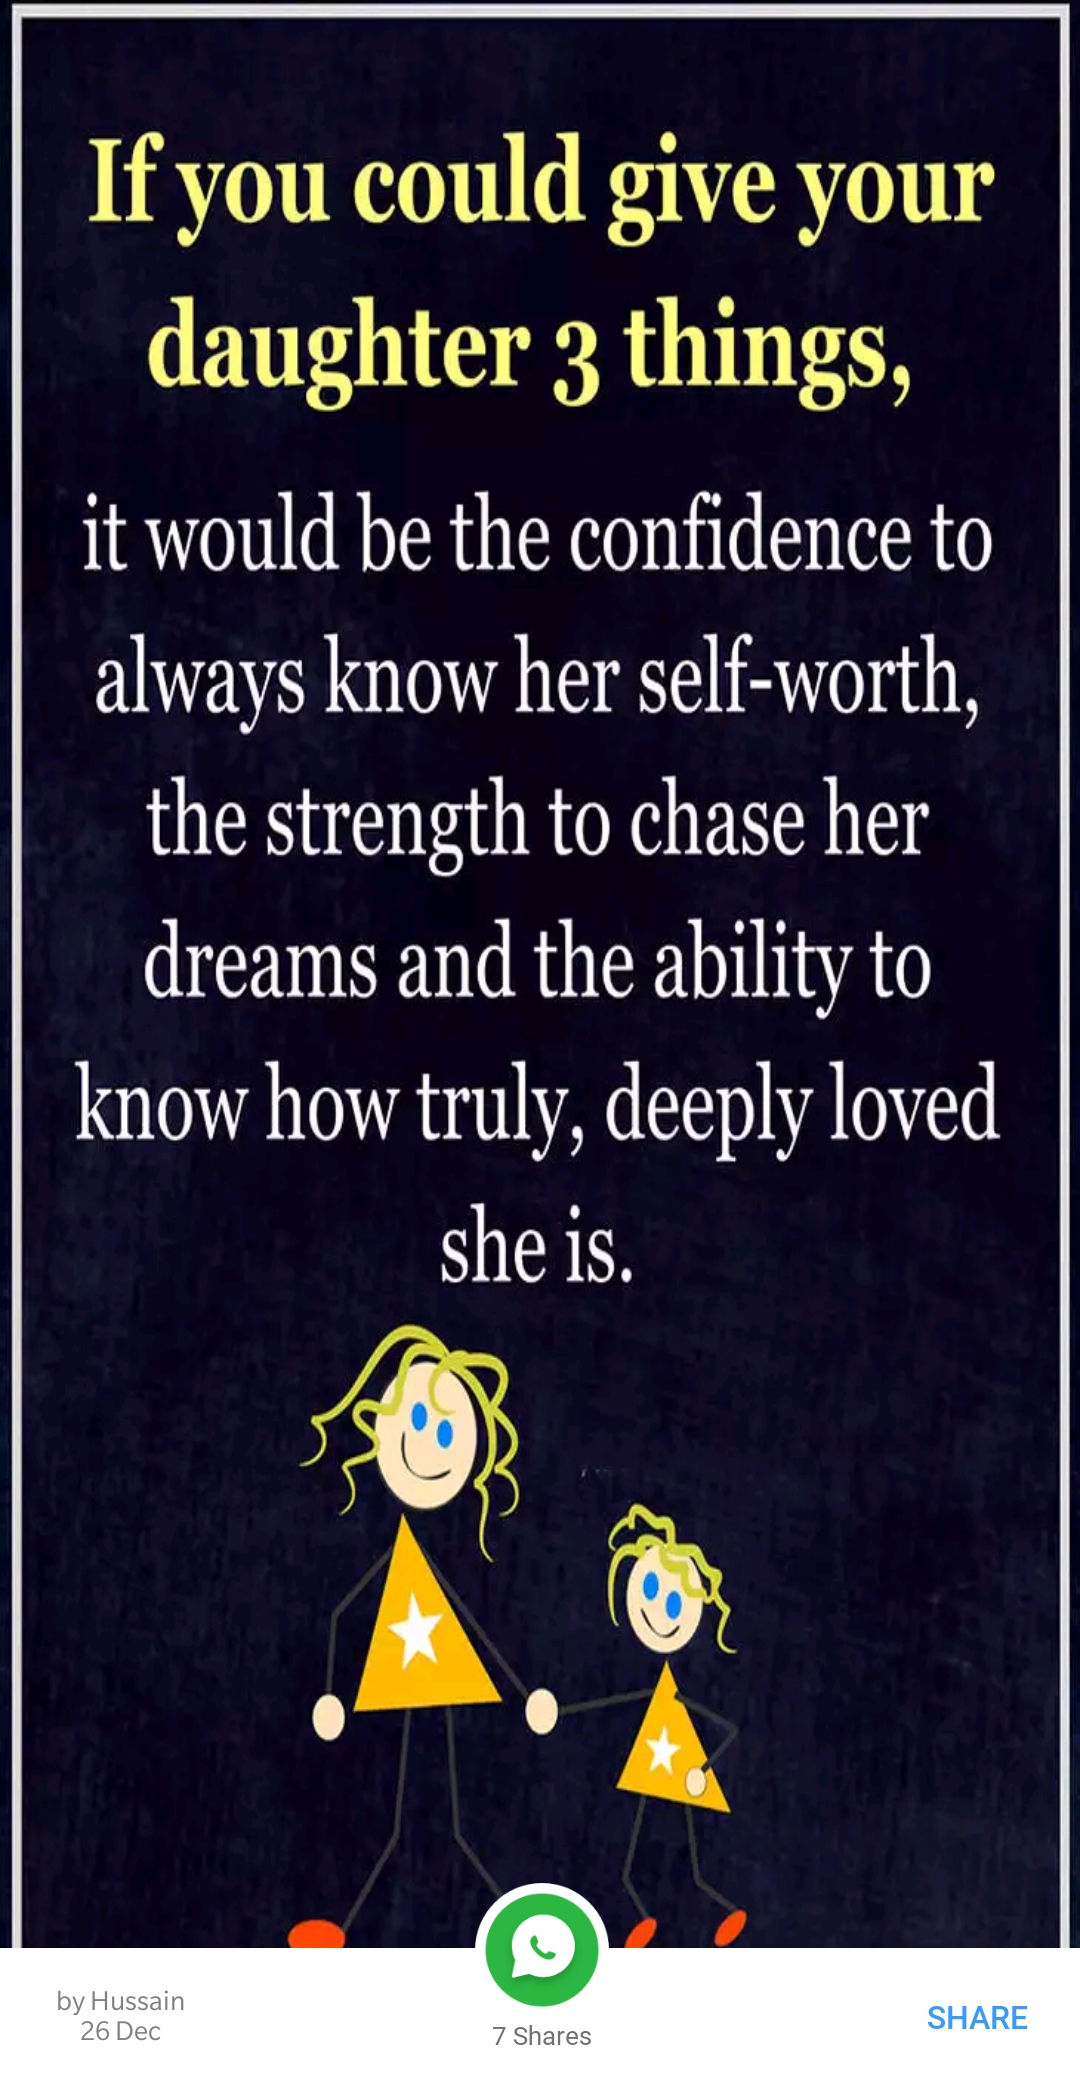 If you could give your
daughter 3 things,
it would be the confidence to
always know her self-worth,
the strength to chase her
dreams and the ability to
know how truly, deeply loved
she is.
by Hussain
26 Dec
7 Shares
SHARE